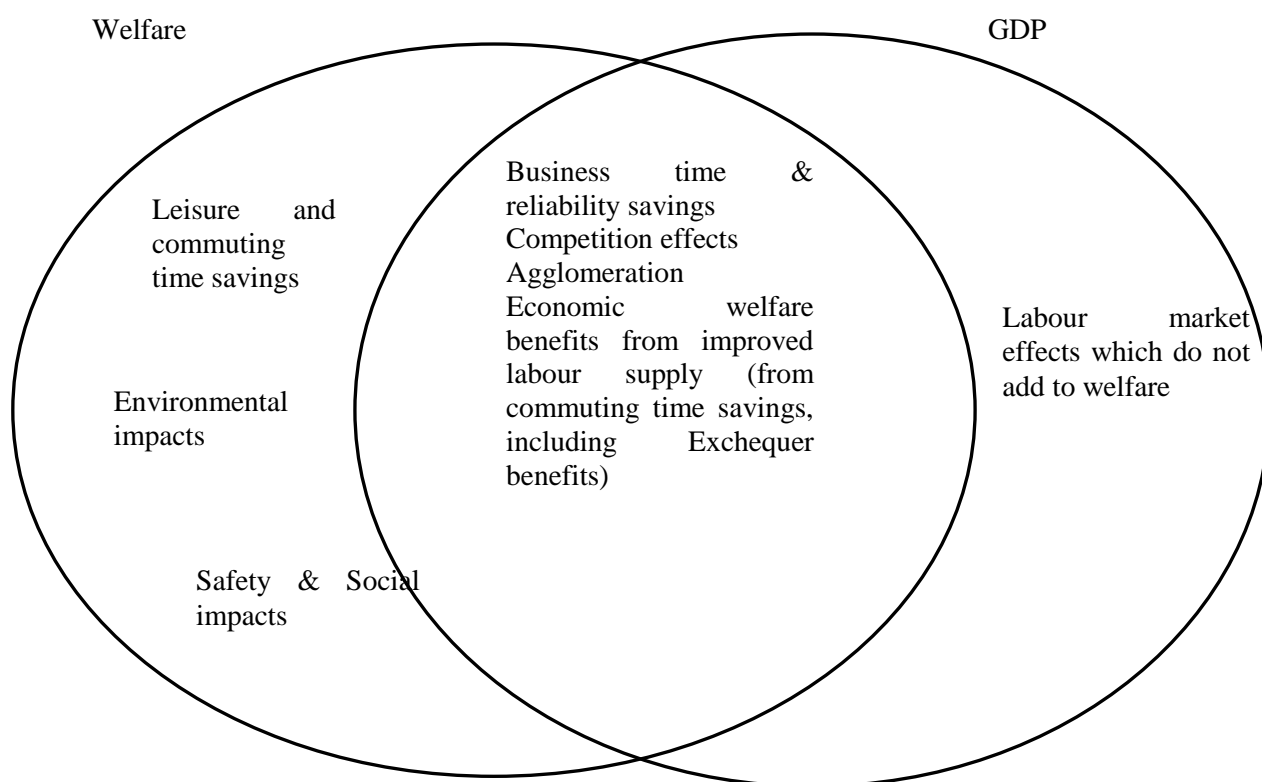 Welfare
GDP
Leisure and
commuting
time savings
Environmental
impacts
Safety & Social
impacts
Business time &
reliability savings
Competition effects
Agglomeration
Economic welfare
benefits from improved
labour supply (from
commuting time savings,
including Exchequer
benefits)
Labour market
effects which do not
add to welfare